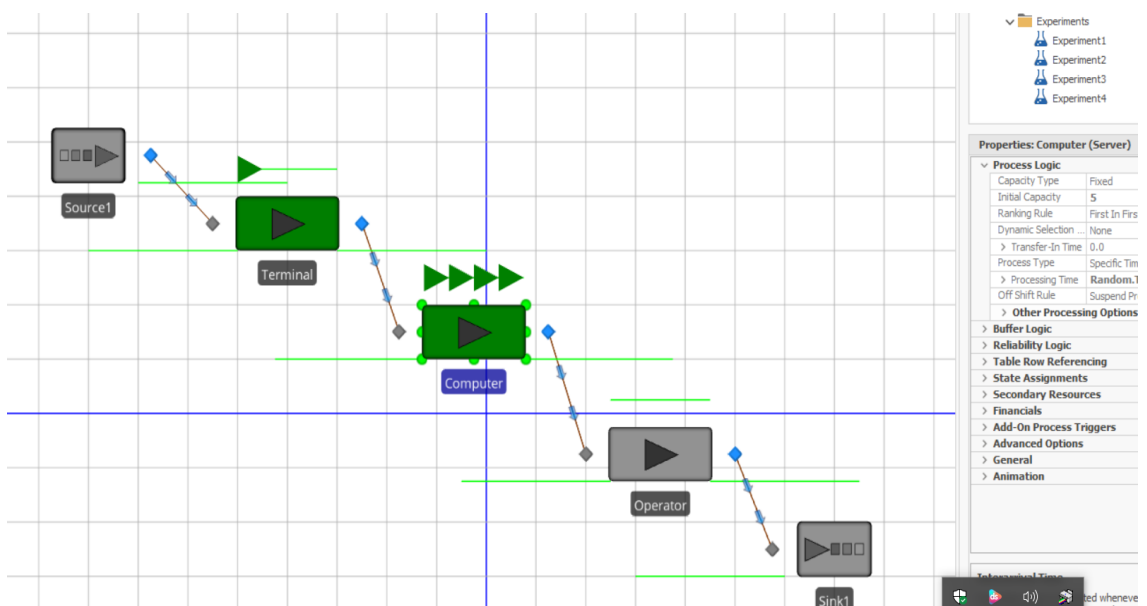 Experiments
Experiment1
Experiment2
Experiment3
Experiment4
Source1
Terminal
Computer
Operator
Sink1
Properties: Computer (Server)
Process Logic
Capacity Type Fixed
Initial Capacity 5
Ranking Rule First In Firs
Dynamic Selection ... None
Transfer-In Time 0.0
Process Type Specific Tim
Processing Time Random.T
Off Shift Rule Suspend Pr
Other Processing Options
Buffer Logic
Reliability Logic
Table Row Referencing
State Assignments
Secondary Resources
Financials
Add-On Process Triggers
Advanced Options
General
Animation
Interarrival Time
ted wheneve